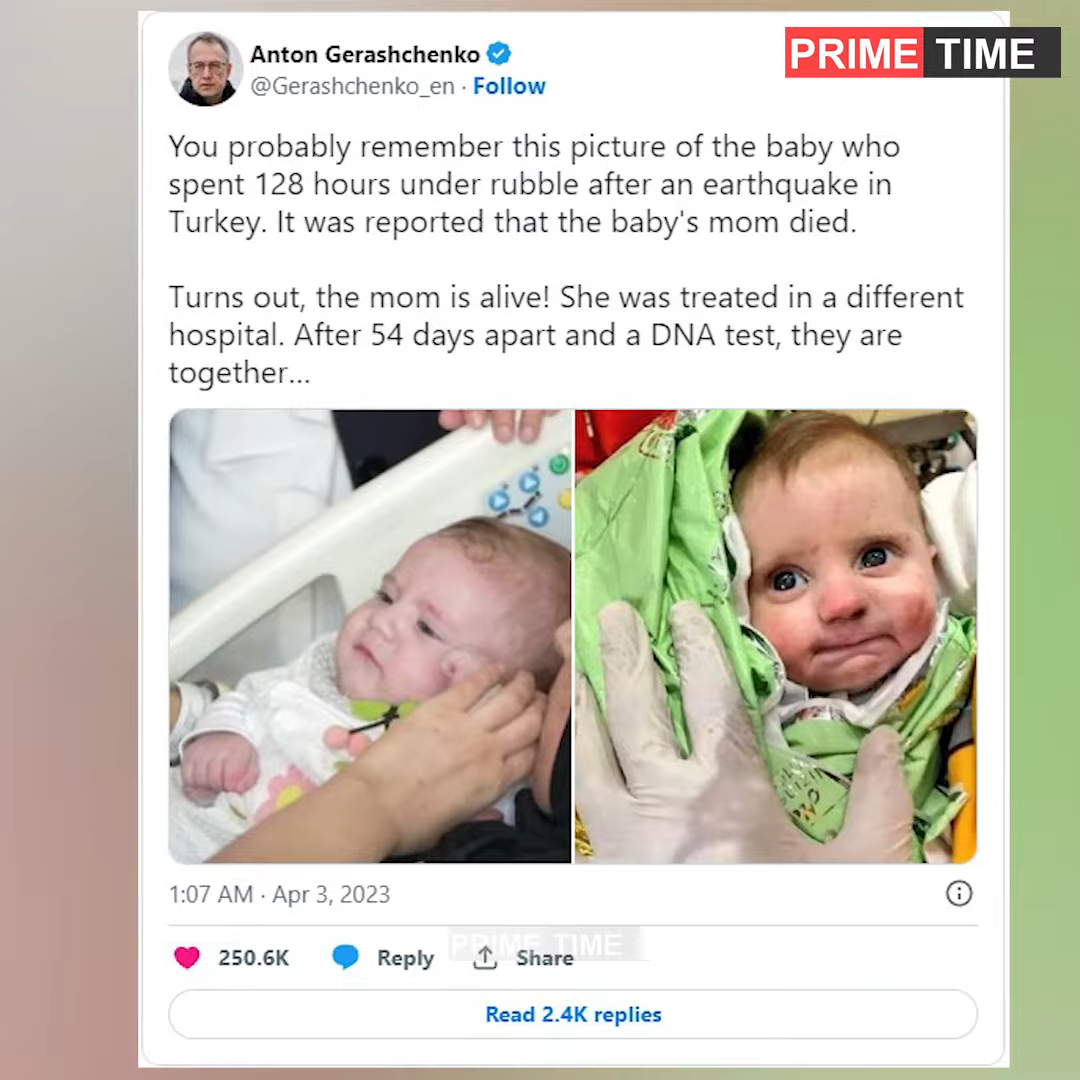 PRIME TIME
Anton Gerashchenko
@Gerashchenko_en · Follow
You probably remember this picture of the baby who
spent 128 hours under rubble after an earthquake in
Turkey. It was reported that the baby's mom died.
Turns out, the mom is alive! She was treated in a different
hospital. After 54 days apart and a DNA test, they are
together...
1:07 AM · Apr 3, 2023
PRIME TIME
250.6K Reply Share
Read 2.4K replies